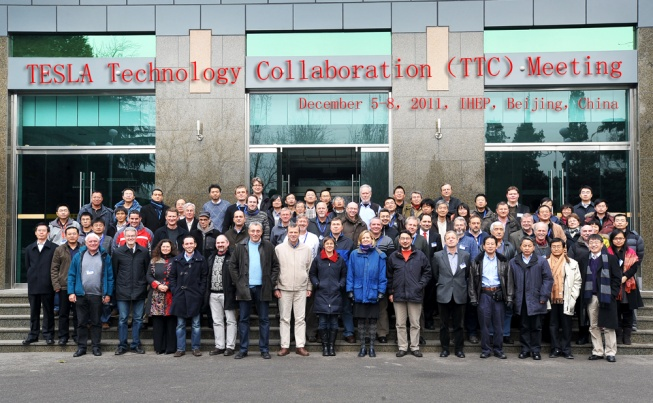 TESLA Technology Collaboration (TTC) Meeting
December 5-8, 2011, IHEP, Beijing, China